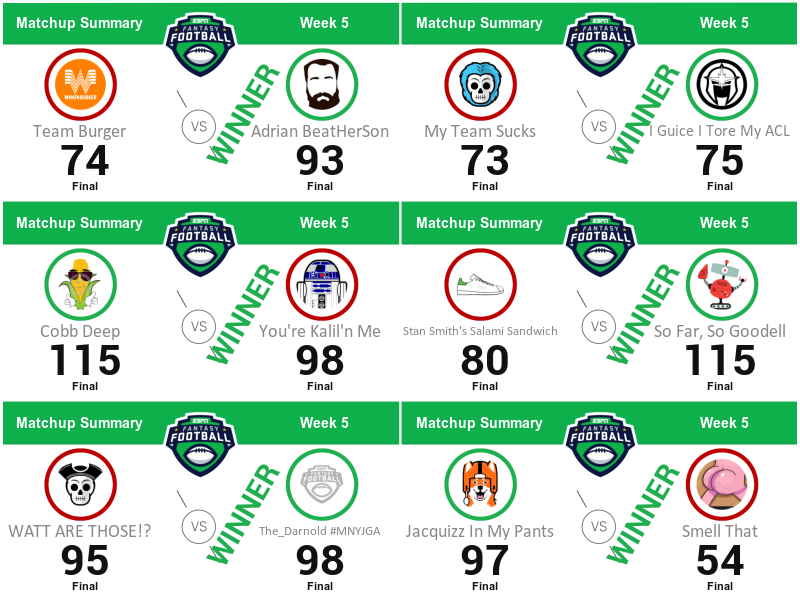 Matchup Summary
ESPN
FANTASY
FOOTBALL
Week 5
WHATABURGER
VS
WINNER
Team Burger
Adrian BeatHerSon
74
93
Final
Final
Matchup Summary
ESPN
FANTASY
FOOTBALL
Week 5
VS
WINNER
My Team Sucks
I Guice I Tore My ACL
73
75
Final
Final
Matchup Summary
ESPN
FANTASY
FOOTBALL
Week 5
VS
WINNER
Cobb Deep
You're Kalil'n Me
115
98
Final
Final
Matchup Summary
ESPN
FANTASY
FOOTBALL
Week 5
VS
WINNER
Stan Smith's Salami Sandwich
So Far, So Goodell
80
115
Final
Final
Matchup Summary
ESPN
FANTASY
FOOTBALL
Week 5
ESPN
FANTASY
FOOTBALL
VS
WINNER
WATT ARE THOSE!?
The_Darnold #MNYJGA
95
98
Final
Final
Matchup Summary
ESPN
FANTASY
FOOTBALL
Week 5
VS
WINNER
Jacquizz In My Pants
Smell That
97
54
Final
Final